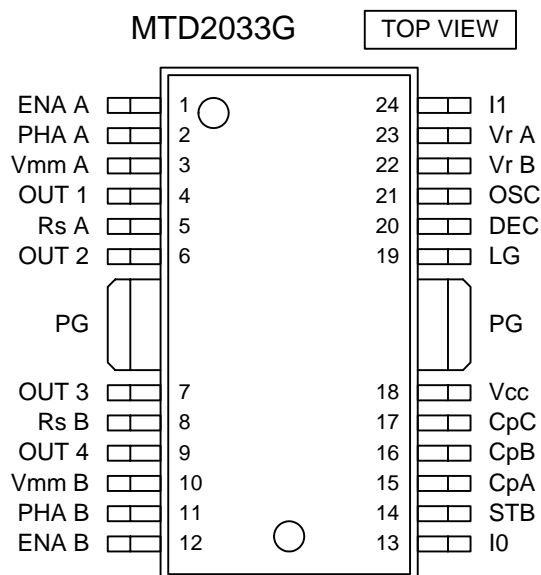 MTD2033G TOP VIEW
ENA A 1 24 I1
PHA A 2 23 Vr A
Vmm A 3 22 Vr B
OUT 1 4 21 OSC
Rs A 5 20 DEC
OUT 2 6 19 LG
PG PG
OUT 3 7 18 Vcc
Rs B 8 17 CpC
OUT 4 9 16 CpB
Vmm B 10 15 CpA
PHA B 11 14 STB
ENA B 12 13 I0